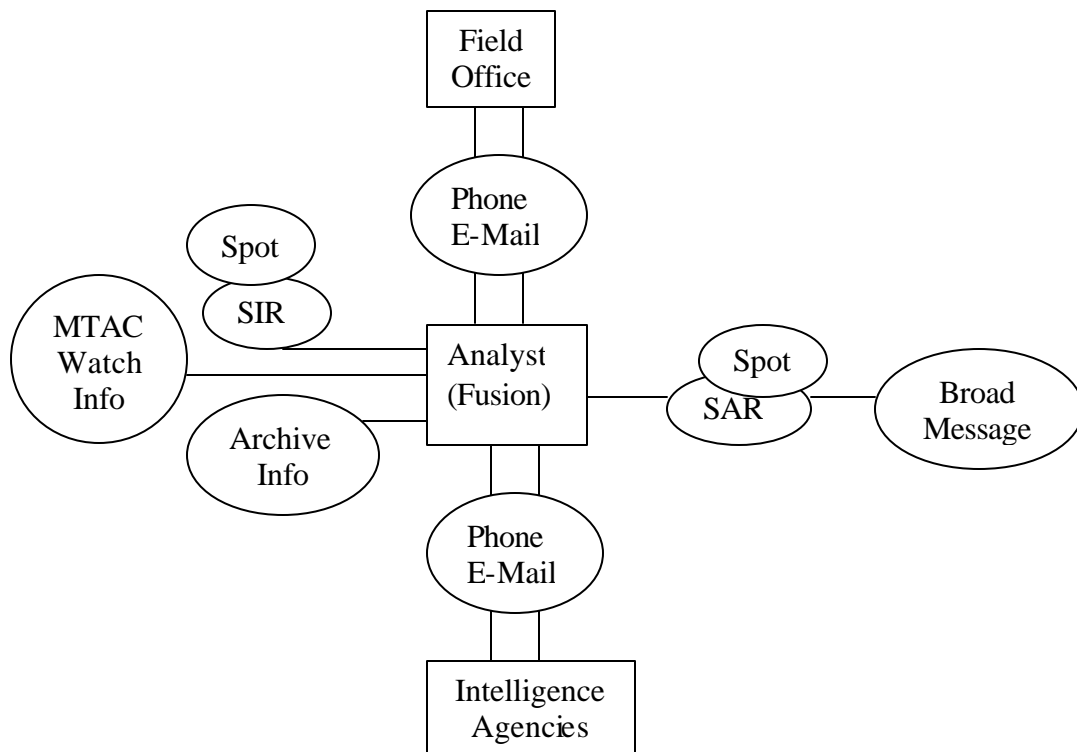 Field
Office
Phone
E-Mail
Spot
SIR
MTAC
Watch
Info
Analyst
(Fusion)
Spot
SAR
Broad
Message
Archive
Info
Phone
E-Mail
Intelligence
Agencies